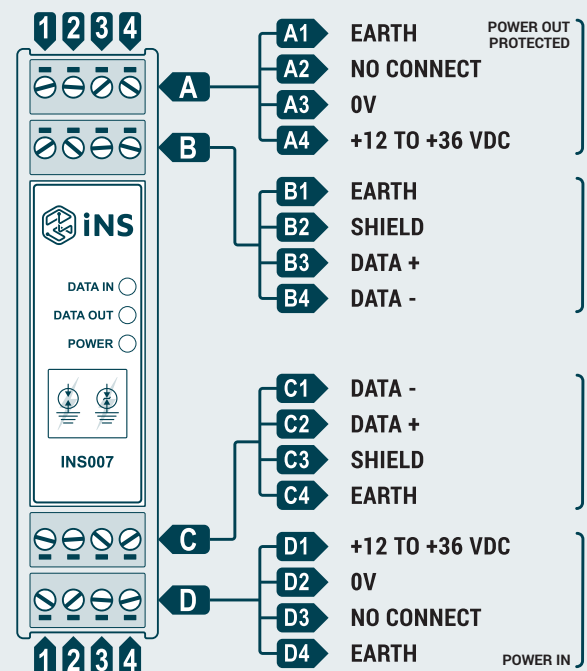 1 2 3 4
A
A1 EARTH
POWER OUT
PROTECTED
A2 NO CONNECT
A3 0V
A4 +12 TO +36 VDC
B
B1 EARTH
B2 SHIELD
B3 DATA +
B4 DATA -
iNS
DATA IN
DATA OUT
POWER
INS007
C1 DATA -
C2 DATA +
C3 SHIELD
C4 EARTH
C
D1 +12 TO +36 VDC
D2 0V
D
D3 NO CONNECT
D4 EARTH
POWER IN
1 2 3 4